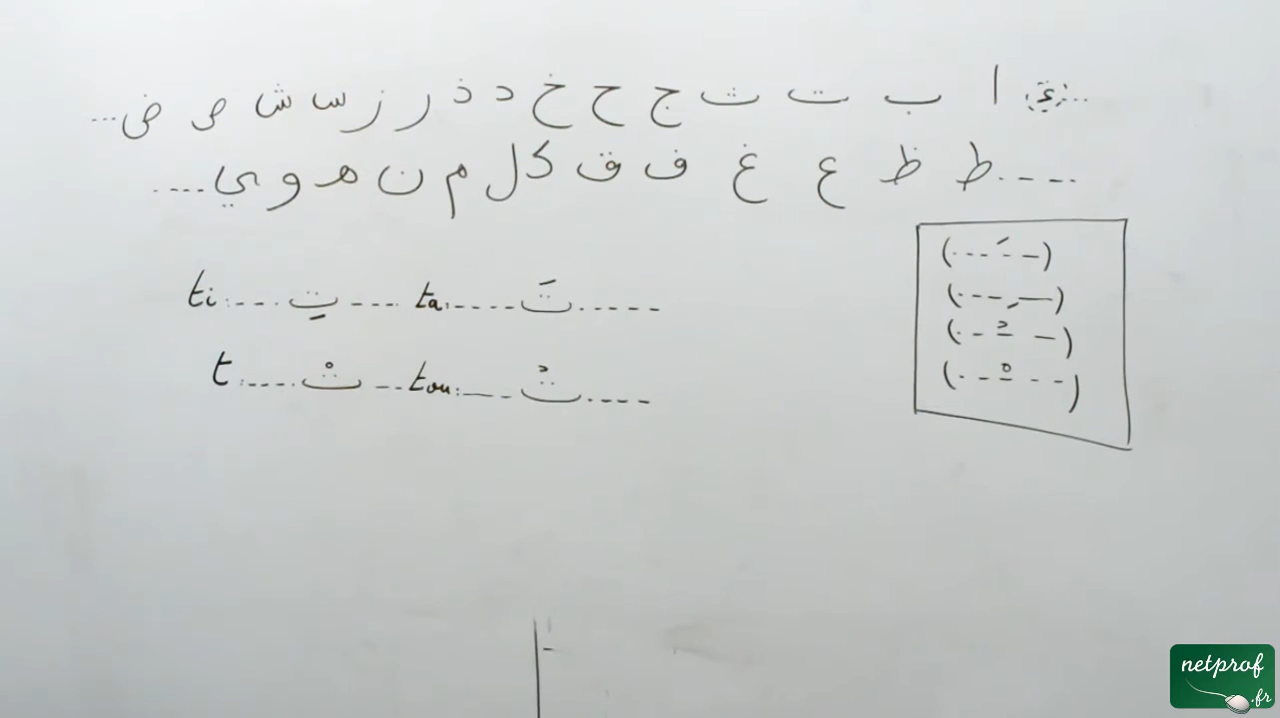 ...يَ ا ب ت ث ج ح خ د ذ ر ز س ش ص ض...
....ط ظ ع غ ف ق ك ل م ن ه و ي....
.....تَ....ta:....تِ....ti:
....تُ....tou:....تْ....t:
(....َ..)
(....ِ..)
(....ُ..)
(....ْ..)
netprof
.fr